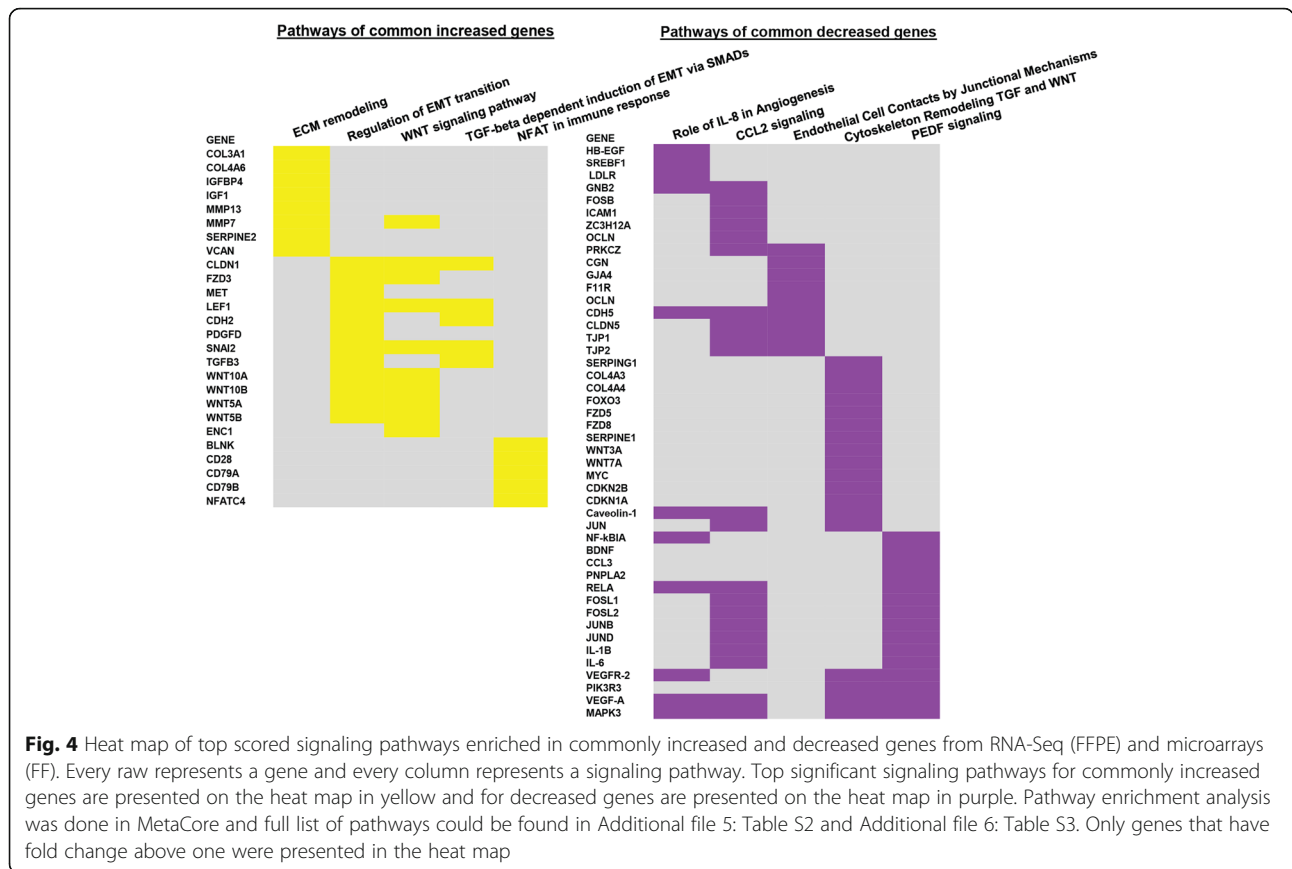 Pathways of common increased genes
ECM remodeling
Regulation of EMT transition
WNT signaling pathway
TGF-beta dependent induction of EMT via SMADs
NFAT in immune response
GENE
COL3A1
COL4A6
IGFBP4
IGF1
MMP13
MMP7
SERPINE2
VCAN
CLDN1
FZD3
MET
LEF1
CDH2
PDGFD
SNAI2
TGFB3
WNT10A
WNT10B
WNT5A
WNT5B
ENC1
BLNK
CD28
CD79A
CD79B
NFATC4
Pathways of common decreased genes
Role of IL-8 in Angiogenesis
CCL2 signaling
Endothelial Cell Contacts by Junctional Mechanisms
Cytoskeleton Remodeling TGF and WNT
PEDF signaling
GENE
HB-EGF
SREBF1
LDLR
GNB2
FOSB
ICAM1
ZC3H12A
OCLN
PRKCZ
CGN
GJA4
F11R
OCLN
CDH5
CLDN5
TJP1
TJP2
SERPING1
COL4A3
COL4A4
FOXO3
FZD5
FZD8
SERPINE1
WNT3A
WNT7A
MYC
CDKN2B
CDKN1A
Caveolin-1
JUN
NF-kBIA
BDNF
CCL3
PNPLA2
RELA
FOSL1
FOSL2
JUNB
JUND
IL-1B
IL-6
VEGFR-2
PIK3R3
VEGF-A
MAPK3
Fig. 4 Heat map of top scored signaling pathways enriched in commonly increased and decreased genes from RNA-Seq (FFPE) and microarrays
(FF). Every raw represents a gene and every column represents a signaling pathway. Top significant signaling pathways for commonly increased
genes are presented on the heat map in yellow and for decreased genes are presented on the heat map in purple. Pathway enrichment analysis
was done in MetaCore and full list of pathways could be found in Additional file 5: Table S2 and Additional file 6: Table S3. Only genes that have
fold change above one were presented in the heat map